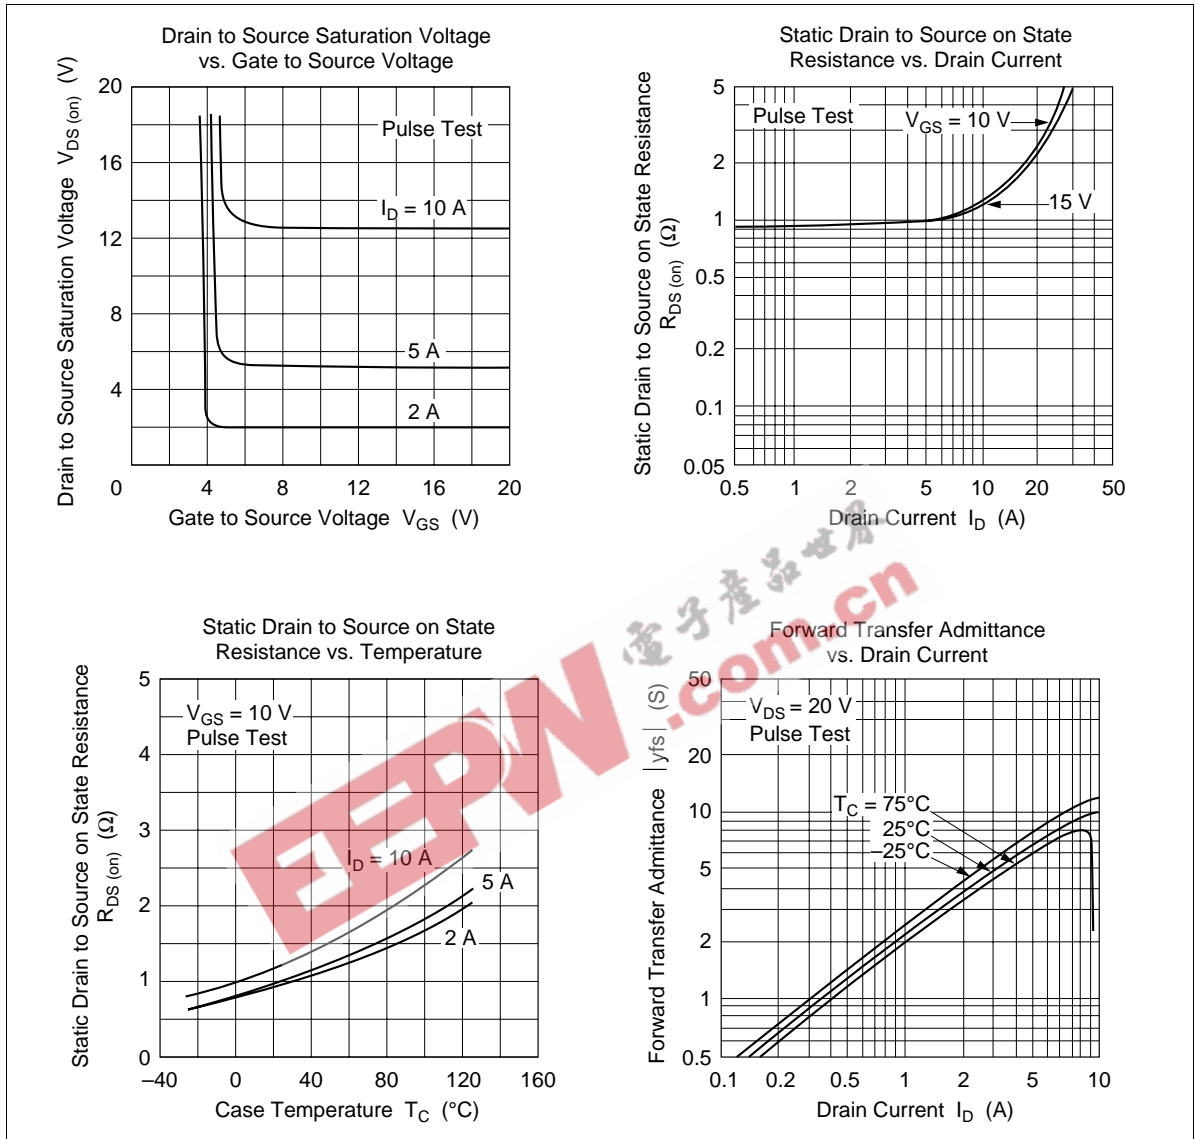 Drain to Source Saturation Voltage
vs. Gate to Source Voltage
Drain to Source Saturation Voltage V_DS (on) (V)
20
16
12
8
4
0
Pulse Test
I_D = 10 A
5 A
2 A
4 8 12 16 20
Gate to Source Voltage V_GS (V)
Static Drain to Source on State
Resistance vs. Drain Current
Static Drain to Source on State Resistance
R_DS (on) (Ω)
5
2
1
0.5
0.2
0.1
0.05
Pulse Test
V_GS = 10 V
15 V
0.5 1 2 5 10 20 50
Drain Current I_D (A)
Static Drain to Source on State
Resistance vs. Temperature
Static Drain to Source on State Resistance
R_DS (on) (Ω)
5
4
3
2
1
0
V_GS = 10 V
Pulse Test
I_D = 10 A
5 A
2 A
–40 0 40 80 120 160
Case Temperature T_C (°C)
Forward Transfer Admittance
vs. Drain Current
Forward Transfer Admittance |yfs| (S)
50
20
10
5
2
1
0.5
V_DS = 20 V
Pulse Test
T_C = 75°C
25°C
–25°C
0.1 0.2 0.5 1 2 5 10
Drain Current I_D (A)
EEPW
電子產品世界
.com.cn